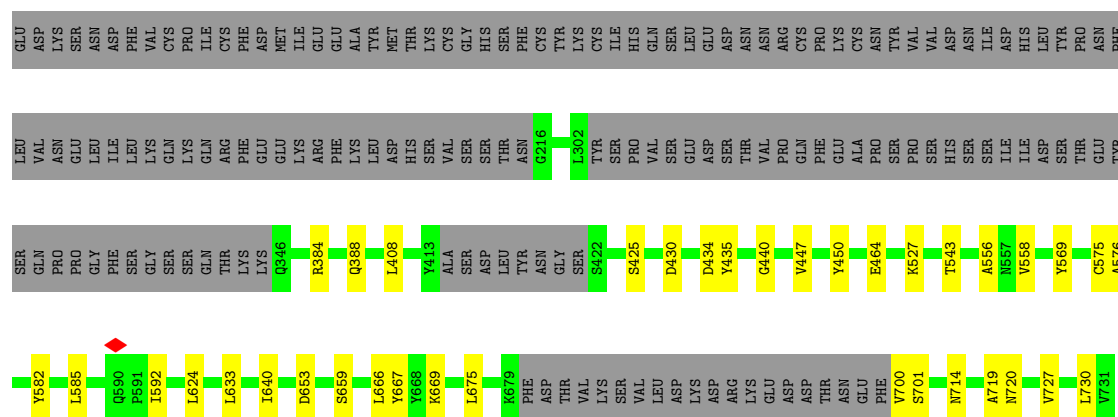 GLU ASP LYS SER ASN ASP PHE VAL CYS PRO ILE CYS PHE ASP MET ILE GLU GLU ALA TYR MET THR LYS CYS GLY HIS SER PHE CYS TYR LYS CYS ILE HIS GLN SER LEU GLU ASP ASN ASN ARG CYS PRO LYS CYS ASN TYR VAL VAL ASP ASN ILE ASP HIS LEU TYR PRO ASN PHE
LEU VAL ASN GLU LEU ILE LEU LYS GLN LYS GLN ARG PHE GLU GLU LYS ARG PHE LYS LEU ASP HIS SER VAL SER SER THR ASN G216 L302 TYR SER PRO VAL SER GLU ASP SER THR VAL PRO GLN PHE GLU ALA PRO SER PRO SER HIS SER SER ILE ILE ASP SER THR GLU TYR
SER GLN PRO PRO GLY PHE SER GLY SER SER GLN THR LYS LYS Q346 R384 Q388 L408 Y413 ALA SER ASP LEU TYR ASN GLY SER S422 S425 D430 D434 Y435 G440 V447 Y450 E464 K527 T543 A556 N557 V558 Y569 C575 A576
Y582 L585 Q590 P591 I592 L624 L633 I640 D653 S659 L666 Y667 Y668 K669 L675 K679 PHE ASP THR VAL LYS SER VAL LEU ASP LYS ASP ARG LYS GLU ASP ASP THR ASN GLU PHE V700 S701 N714 A719 N720 V727 L730 V731